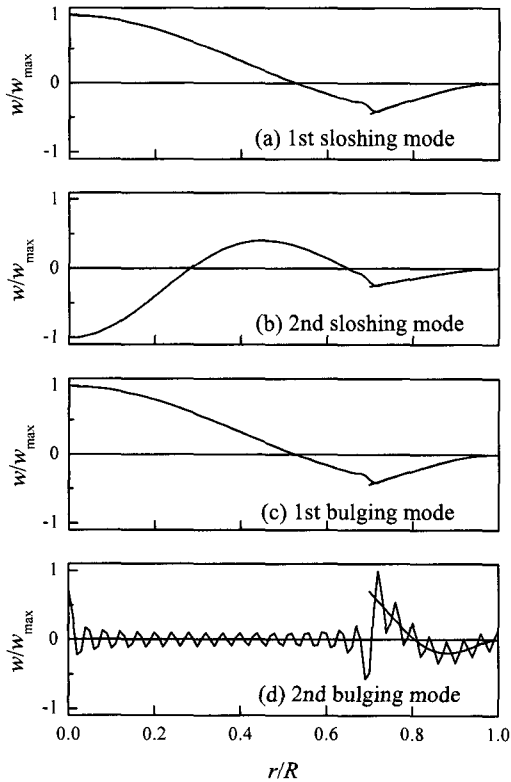 1
0
-1
w/w_max
(a) 1st sloshing mode
1
0
-1
w/w_max
(b) 2nd sloshing mode
1
0
-1
w/w_max
(c) 1st bulging mode
1
0
-1
w/w_max
(d) 2nd bulging mode
0.0 0.2 0.4 0.6 0.8 1.0
r/R